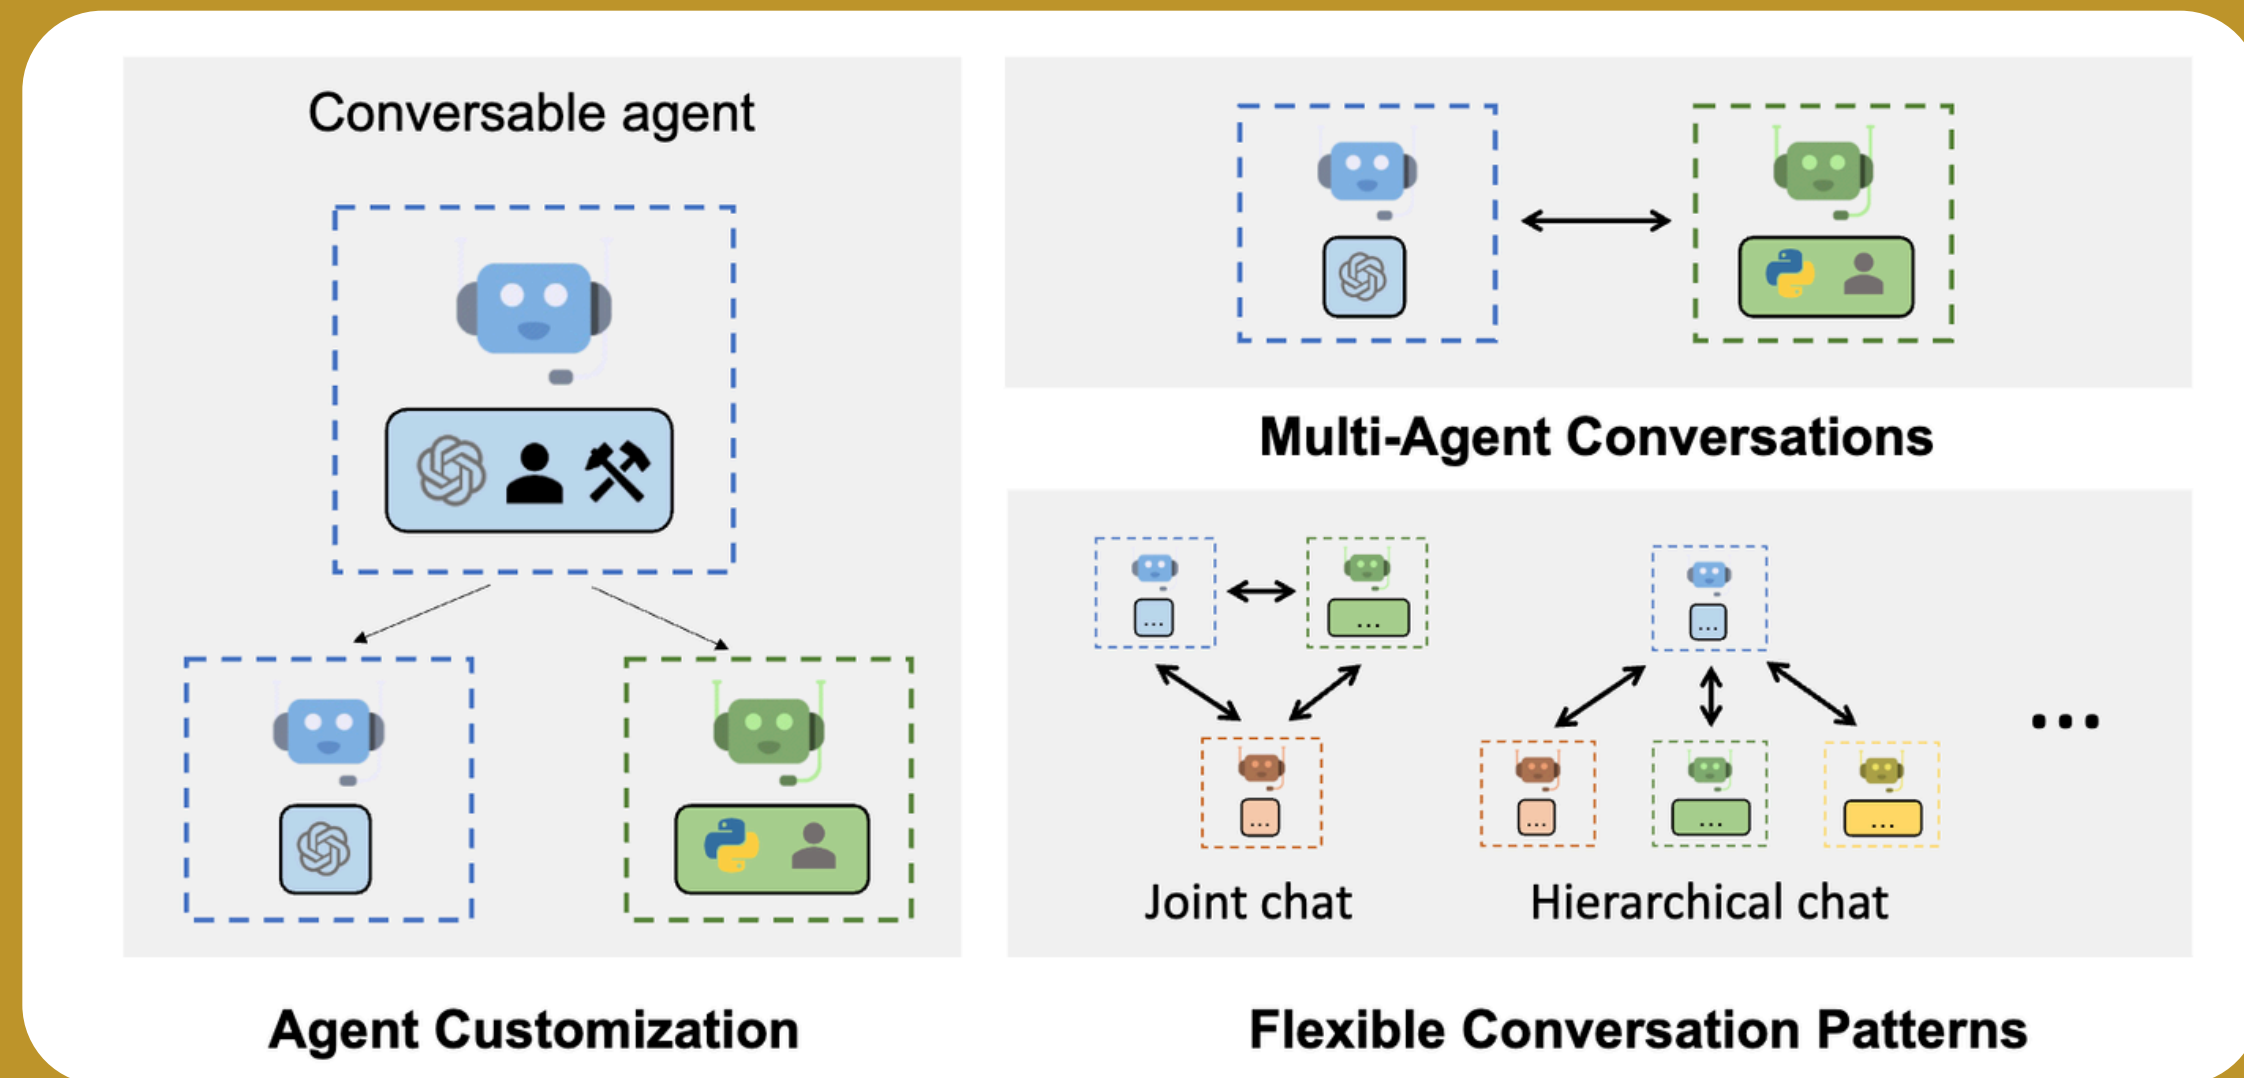 Conversable agent
Agent Customization
Multi-Agent Conversations
...
...
...
...
...
...
...
...
Joint chat
Hierarchical chat
Flexible Conversation Patterns